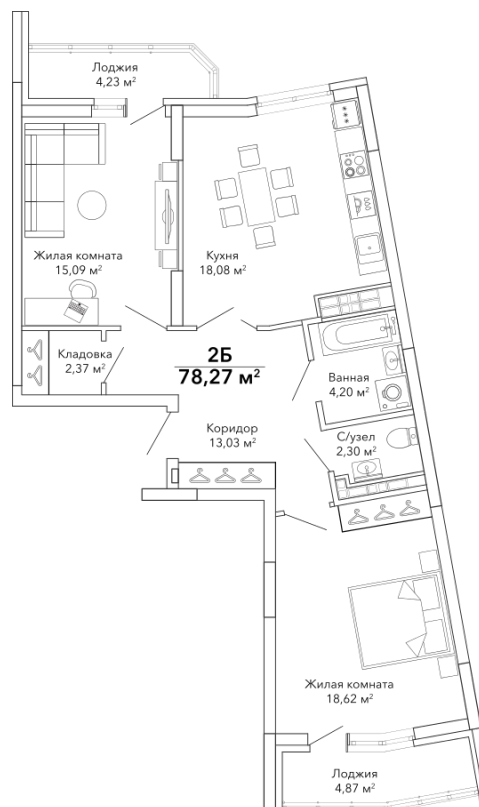 Лоджия
4,23 м²
Жилая комната
15,09 м²
Кухня
18,08 м²
Кладовка
2,37 м²
2Б
78,27 м²
Ванная
4,20 м²
Коридор
13,03 м²
С/узел
2,30 м²
Жилая комната
18,62 м²
Лоджия
4,87 м²